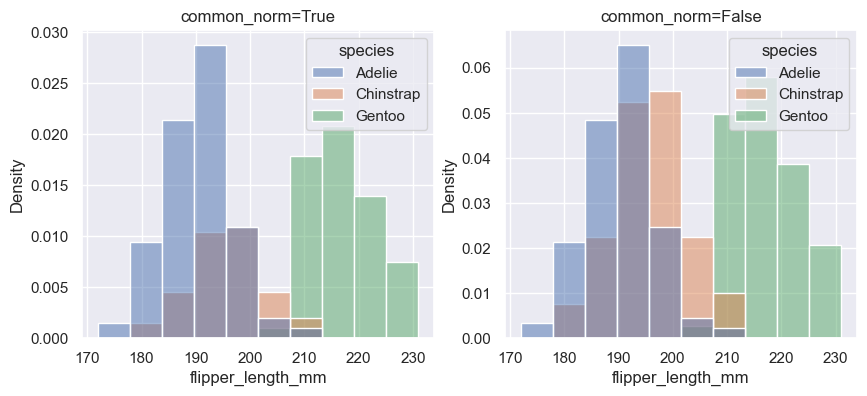 common_norm=True
0.030
0.025
0.020
0.015
0.010
0.005
0.000
Density
species
Adelie
Chinstrap
Gentoo
170 180 190 200 210 220 230
flipper_length_mm
common_norm=False
0.06
0.05
0.04
0.03
0.02
0.01
0.00
Density
species
Adelie
Chinstrap
Gentoo
170 180 190 200 210 220 230
flipper_length_mm